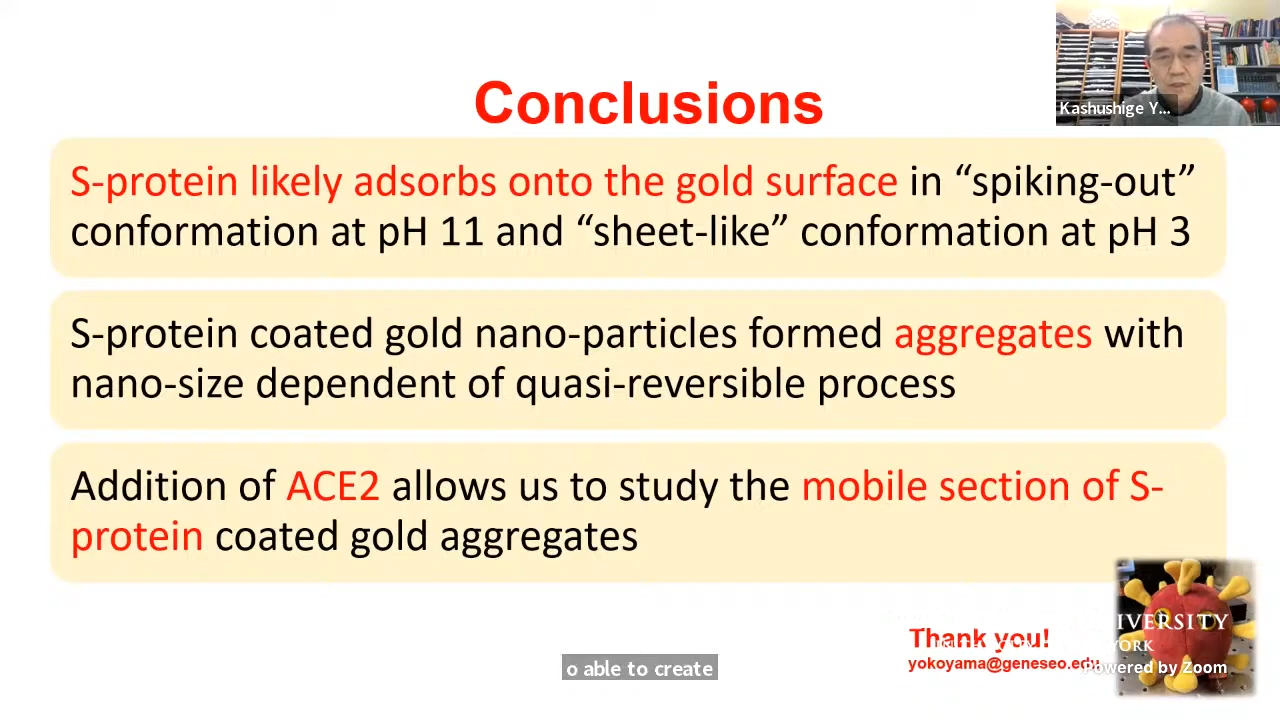 Conclusions
Kashushige Y...
S-protein likely adsorbs onto the gold surface in “spiking-out”
conformation at pH 11 and “sheet-like” conformation at pH 3
S-protein coated gold nano-particles formed aggregates with
nano-size dependent of quasi-reversible process
Addition of ACE2 allows us to study the mobile section of S-
protein coated gold aggregates
Thank you!
yokoyama@geneseo.edu
IVERSITY
YORK
Powered by Zoom
o able to create